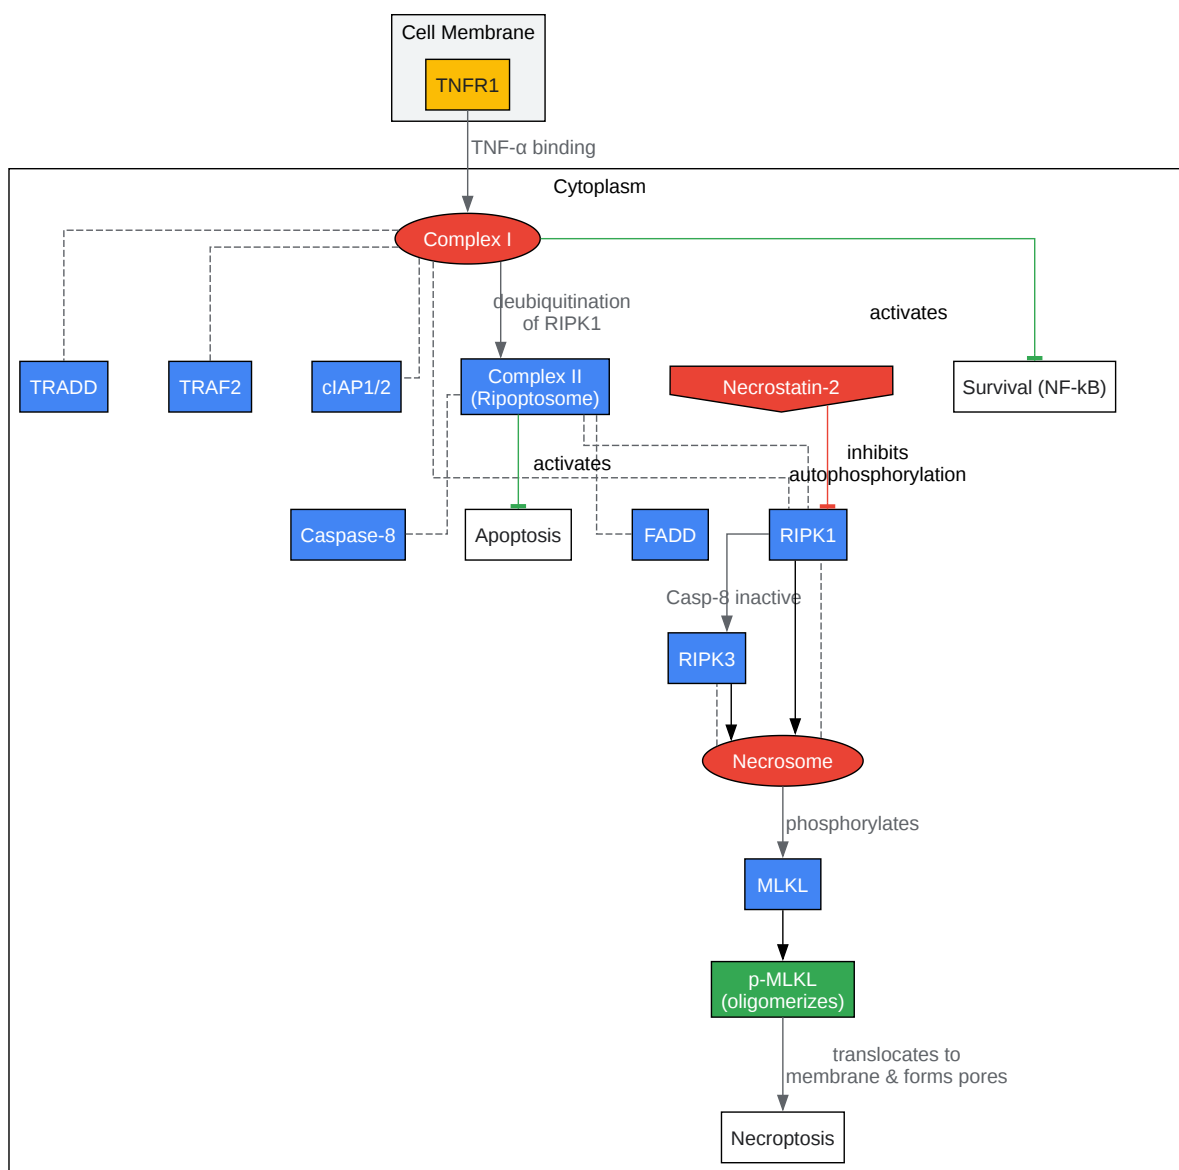 Cell Membrane
TNFR1
TNF-α binding
Cytoplasm
Complex I
deubiquitination
of RIPK1
activates
TRADD
TRAF2
cIAP1/2
Complex II
(Ripoptosome)
Necrostatin-2
Survival (NF-kB)
activates
inhibits
autophosphorylation
Caspase-8
Apoptosis
FADD
RIPK1
Casp-8 inactive
RIPK3
Necrosome
phosphorylates
MLKL
p-MLKL
(oligomerizes)
translocates to
membrane & forms pores
Necroptosis